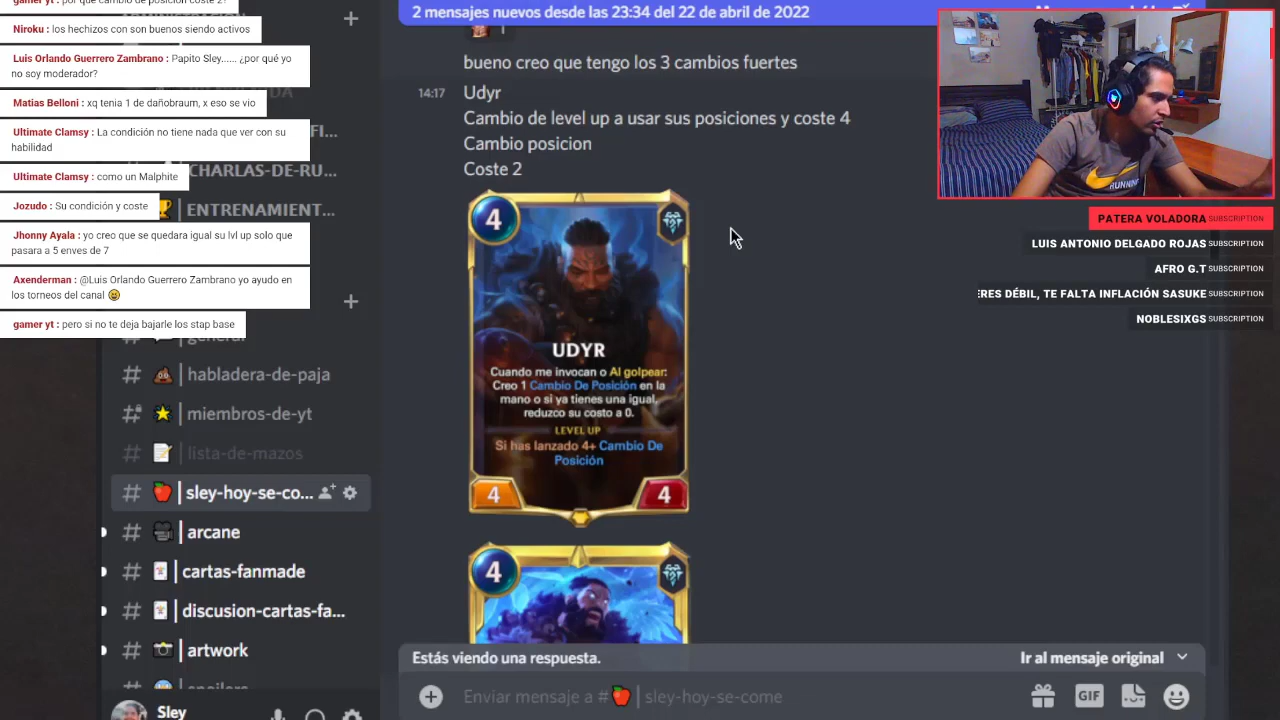 gamer yt : por qué cambio de posición coste 2?
Niroku : los hechizos con son buenos siendo activos
Luis Orlando Guerrero Zambrano : Papito Sley...... ¿por qué yo
no soy moderador?
Matias Belloni : xq tenia 1 de dañobraum, x eso se vio
Ultimate Clamsy : La condición no tiene nada que ver con su
habilidad
Ultimate Clamsy : como un Malphite
Jozudo : Su condición y coste
Jhonny Ayala : yo creo que se quedara igual su lvl up solo que
pasara a 5 enves de 7
Axenderman : @Luis Orlando Guerrero Zambrano yo ayudo en
los torneos del canal
gamer yt : pero si no te deja bajarle los stap base
CHARLAS-DE-RU...
ENTRENAMIENT...
general
habladera-de-paja
miembros-de-yt
lista-de-mazos
sley-hoy-se-co...
arcane
cartas-fanmade
discusion-cartas-fa...
artwork
spoilers
Sley
2 mensajes nuevos desde las 23:34 del 22 de abril de 2022
1
bueno creo que tengo los 3 cambios fuertes
14:17 Udyr
Cambio de level up a usar sus posiciones y coste 4
Cambio posicion
Coste 2
4
UDYR
Cuando me invocan o Al golpear:
Creo 1 Cambio De Posición en la
mano o si ya tienes una igual,
reduzco su costo a 0.
LEVEL UP
Si has lanzado 4+ Cambio De
Posición
4
4
4
Estás viendo una respuesta.
Ir al mensaje original
Enviar mensaje a # | sley-hoy-se-come
GIF
RUNNING
PATERA VOLADORA SUBSCRIPTION
LUIS ANTONIO DELGADO ROJAS SUBSCRIPTION
AFRO G.T SUBSCRIPTION
ERES DÉBIL, TE FALTA INFLACIÓN SASUKE SUBSCRIPTION
NOBLESIXGS SUBSCRIPTION